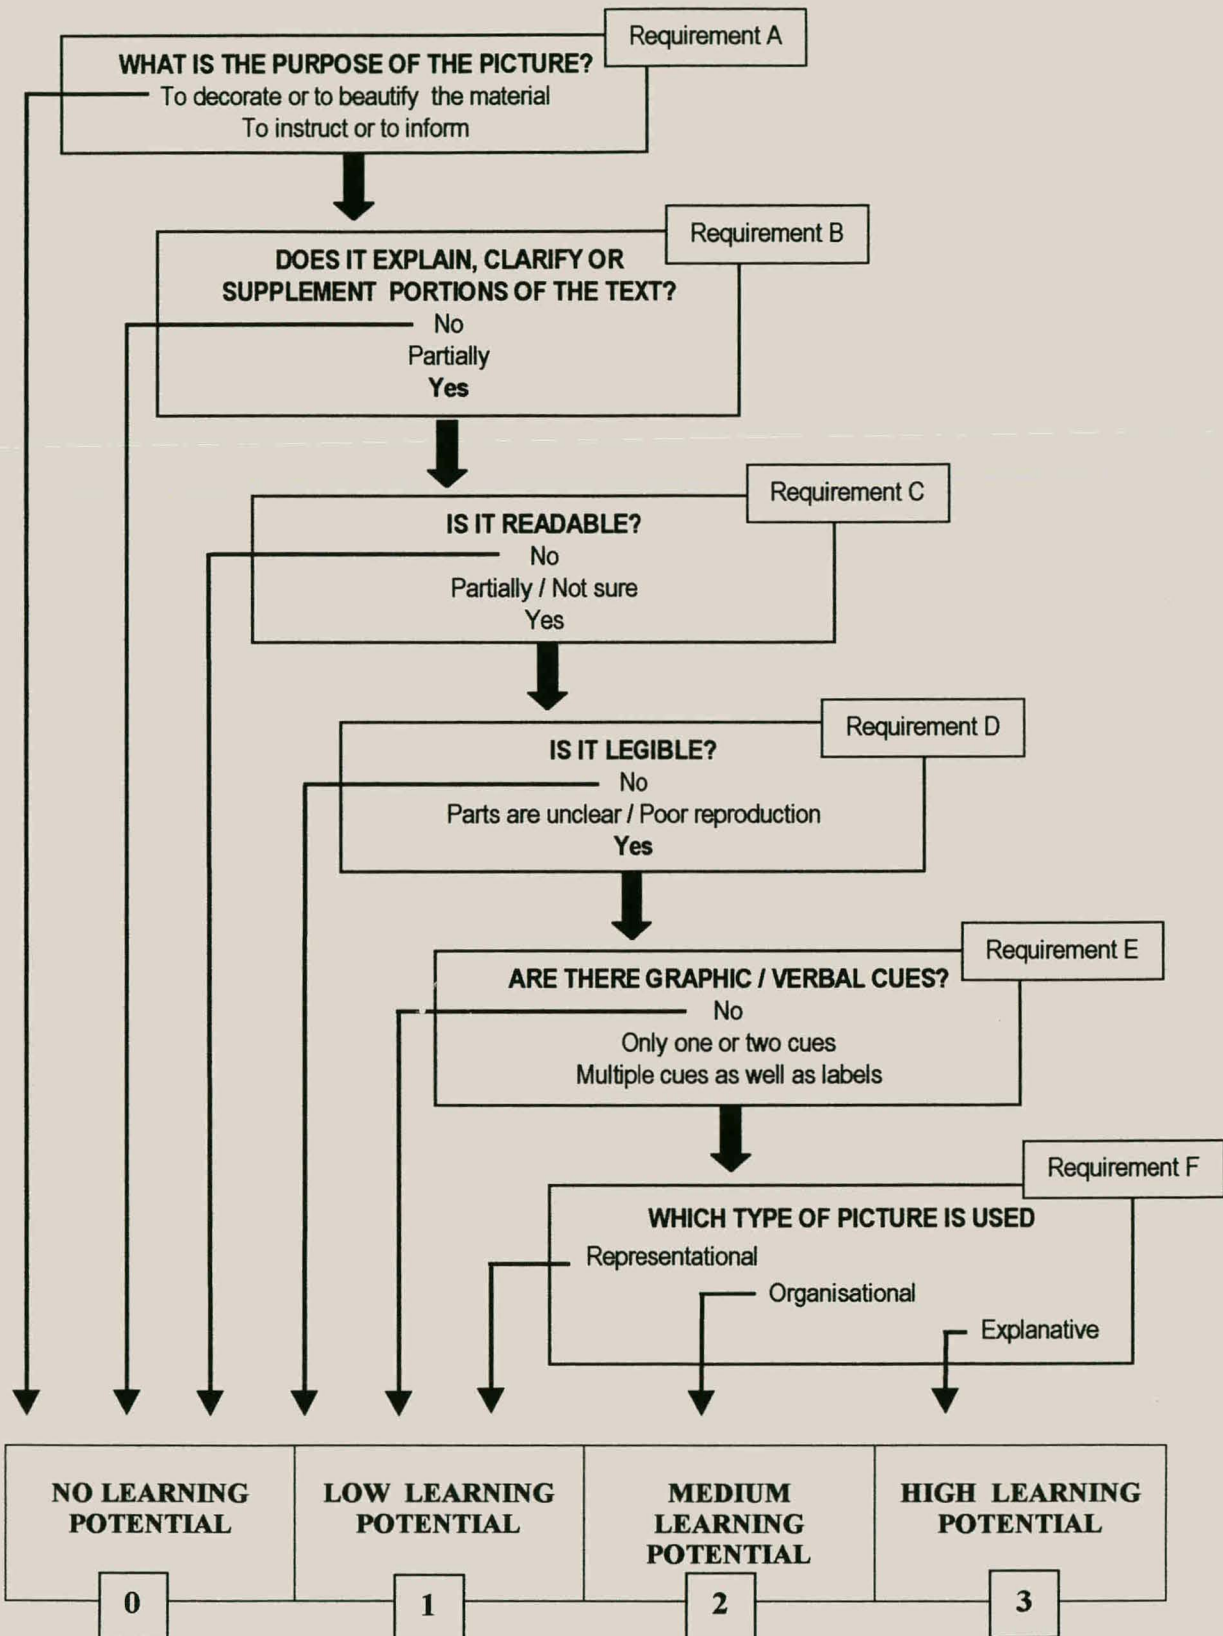 Requirement A
WHAT IS THE PURPOSE OF THE PICTURE?
To decorate or to beautify the material
To instruct or to inform
Requirement B
DOES IT EXPLAIN, CLARIFY OR
SUPPLEMENT PORTIONS OF THE TEXT?
No
Partially
Yes
Requirement C
IS IT READABLE?
No
Partially / Not sure
Yes
Requirement D
IS IT LEGIBLE?
No
Parts are unclear / Poor reproduction
Yes
Requirement E
ARE THERE GRAPHIC / VERBAL CUES?
No
Only one or two cues
Multiple cues as well as labels
Requirement F
WHICH TYPE OF PICTURE IS USED
Representational
Organisational
Explanative
NO LEARNING
POTENTIAL
0
LOW LEARNING
POTENTIAL
1
MEDIUM
LEARNING
POTENTIAL
2
HIGH LEARNING
POTENTIAL
3